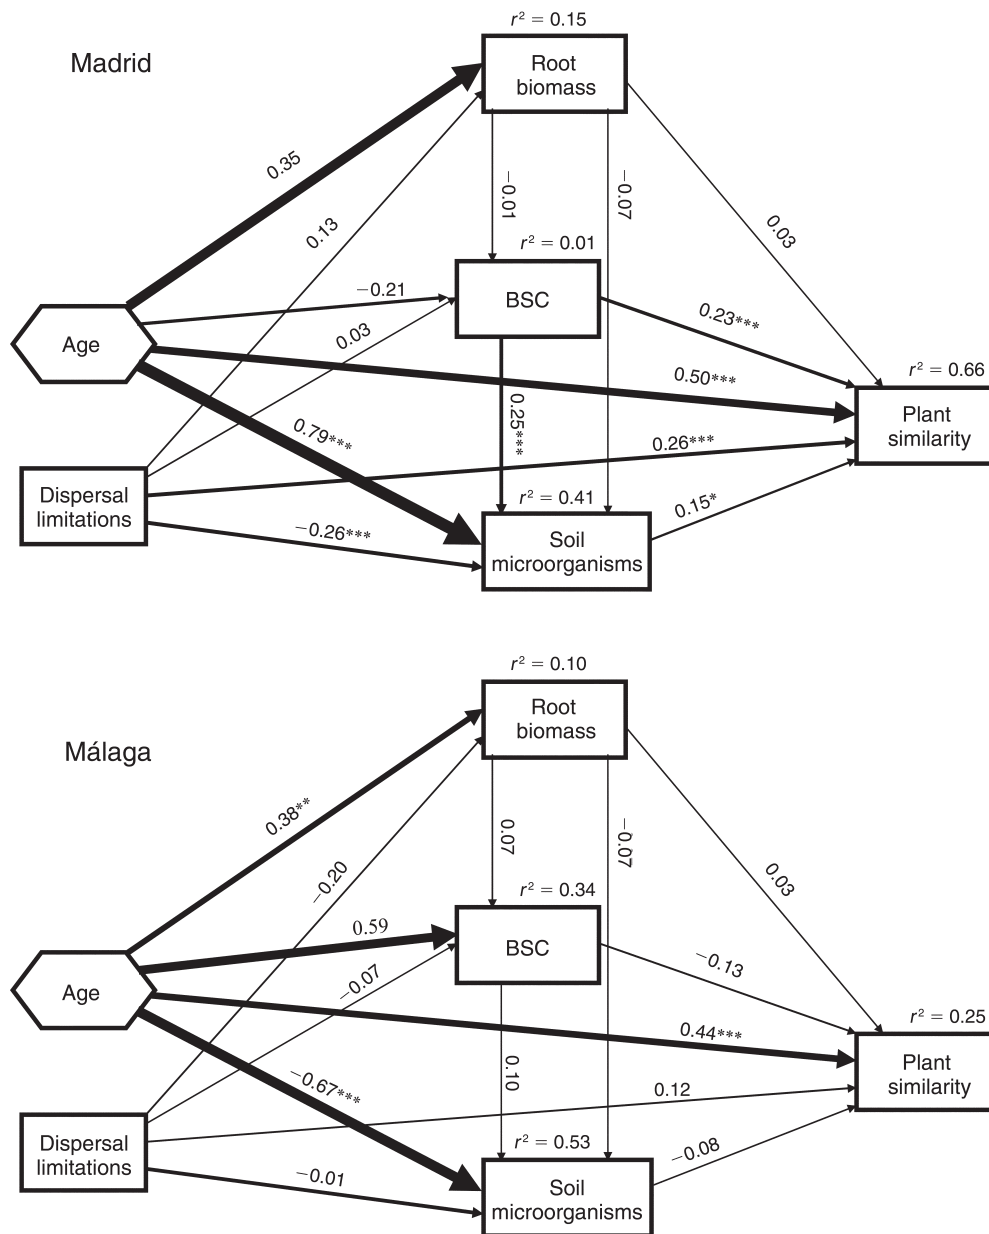 r² = 0.15
Madrid
Root
biomass
0.35
0.13
−0.01
−0.07
0.03
r² = 0.01
−0.21
BSC
0.03
0.23***
Age
0.50***
r² = 0.66
Plant
similarity
0.79***
0.25***
0.26***
Dispersal
limitations
r² = 0.41
−0.26***
0.15*
Soil
microorganisms
r² = 0.10
Málaga
Root
biomass
0.38**
−0.20
0.07
−0.07
0.03
r² = 0.34
0.59
BSC
−0.07
−0.13
Age
r² = 0.25
0.44***
Plant
similarity
−0.67***
0.10
0.12
Dispersal
limitations
r² = 0.53
−0.01
−0.08
Soil
microorganisms